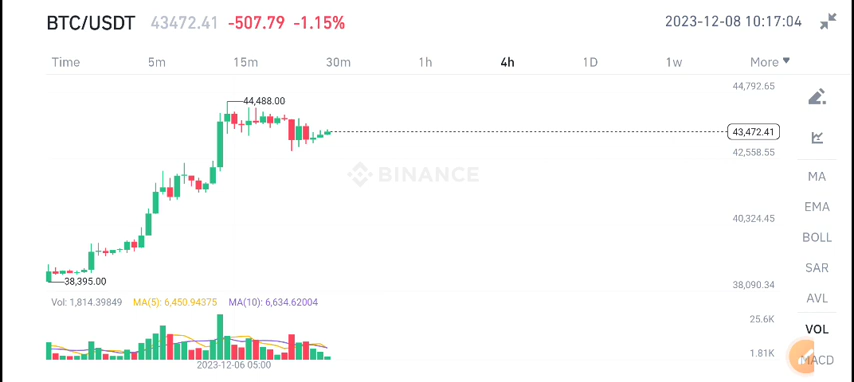 BTC/USDT 43472.41 -507.79 -1.15% 2023-12-08 10:17:04
Time 5m 15m 30m 1h 4h 1D 1w More
44,792.65
44,488.00
43,472.41
42,558.55
BINANCE
40,324.45
38,395.00
38,090.34
MA
EMA
BOLL
SAR
AVL
VOL
MACD
Vol: 1,814.39849 MA(5): 6,450.94375 MA(10): 6,634.62004
25.6K
1.81K
2023-12-06 05:00